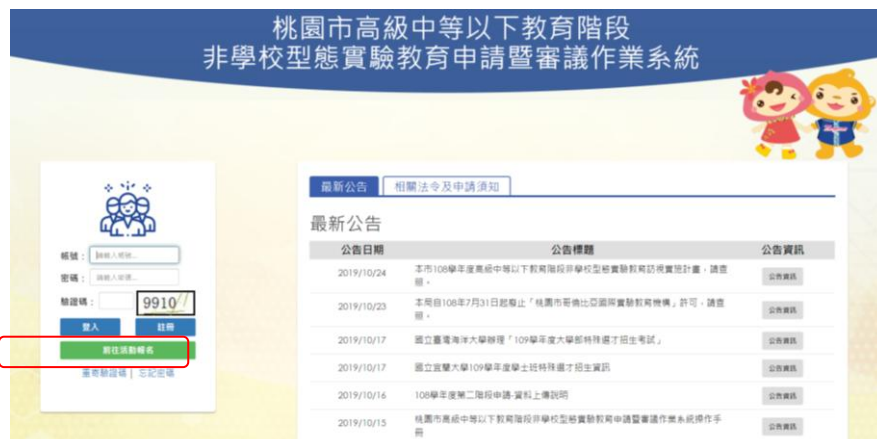 桃園市高級中等以下教育階段
非學校型態實驗教育申請暨審議作業系統
帳號：
請輸入帳號...
密碼：
請輸入密碼...
驗證碼：
9910
登入 註冊
前往活動報名
重寄驗證碼| 忘記密碼
最新公告 相關法令及申請須知
最新公告
公告日期 公告標題 公告資訊
2019/10/24 本市108學年度高級中等以下教育階段非學校型態實驗教育訪視實施計畫，請查 公告資訊
照。
2019/10/23 本局自108年7月31日起廢止「桃園市哥倫比亞國際實驗教育機構」許可，請查 公告資訊
照。
2019/10/17 國立臺灣海洋大學辦理「109學年度大學部特殊選才招生考試」 公告資訊
2019/10/17 國立宜蘭大學109學年度學士班特殊選才招生資訊 公告資訊
2019/10/16 108學年度第二階段申請-資料上傳說明 公告資訊
2019/10/15 桃園市高級中等以下教育階段非學校型態實驗教育申請暨審議作業系統操作手 公告資訊
冊